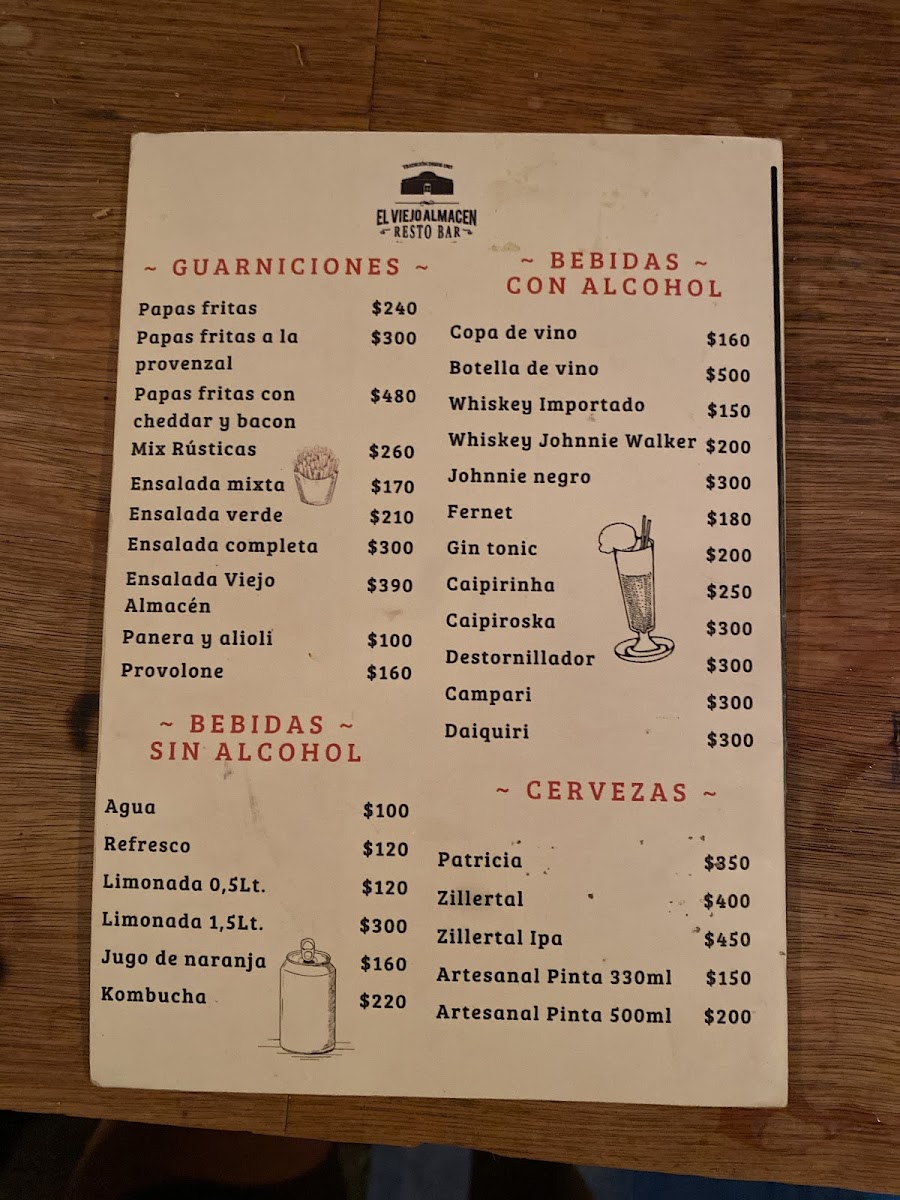 TRADICIÓN DESDE
EL VIEJO ALMACEN
RESTO BAR
~ GUARNICIONES ~
Papas fritas $240
Papas fritas a la $300
provenzal
Papas fritas con $480
cheddar y bacon
Mix Rústicas $260
Ensalada mixta $170
Ensalada verde $210
Ensalada completa $300
Ensalada Viejo $390
Almacén
Panera y alioli $100
Provolone $160
~ BEBIDAS ~
SIN ALCOHOL
Agua $100
Refresco $120
Limonada 0,5Lt. $120
Limonada 1,5Lt. $300
Jugo de naranja $160
Kombucha $220
~ BEBIDAS ~
CON ALCOHOL
Copa de vino $160
Botella de vino $500
Whiskey Importado $150
Whiskey Johnnie Walker $200
Johnnie negro $300
Fernet $180
Gin tonic $200
Caipirinha $250
Caipiroska $300
Destornillador $300
Campari $300
Daiquiri $300
~ CERVEZAS ~
Patricia $350
Zillertal $400
Zillertal Ipa $450
Artesanal Pinta 330ml $150
Artesanal Pinta 500ml $200